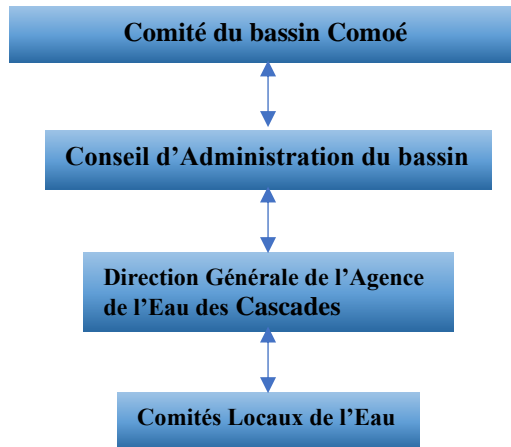 Comité du bassin Comoé
Conseil d’Administration du bassin
Direction Générale de l’Agence
de l’Eau des Cascades
Comités Locaux de l’Eau